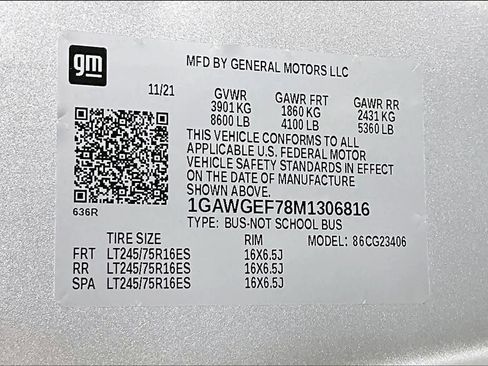 gm
MFD BY GENERAL MOTORS LLC
11/21
GVWR GAWR FRT GAWR RR
3901 KG 1860 KG 2431 KG
8600 LB 4100 LB 5360 LB
THIS VEHICLE CONFORMS TO ALL
APPLICABLE U.S. FEDERAL MOTOR
VEHICLE SAFETY STANDARDS IN EFFECT
ON THE DATE OF MANUFACTURE
SHOWN ABOVE.
636R
1GAWGEF78M1306816
TYPE: BUS-NOT SCHOOL BUS
TIRE SIZE RIM MODEL: 86CG23406
FRT LT245/75R16ES 16X6.5J
RR LT245/75R16ES 16X6.5J
SPA LT245/75R16ES 16X6.5J